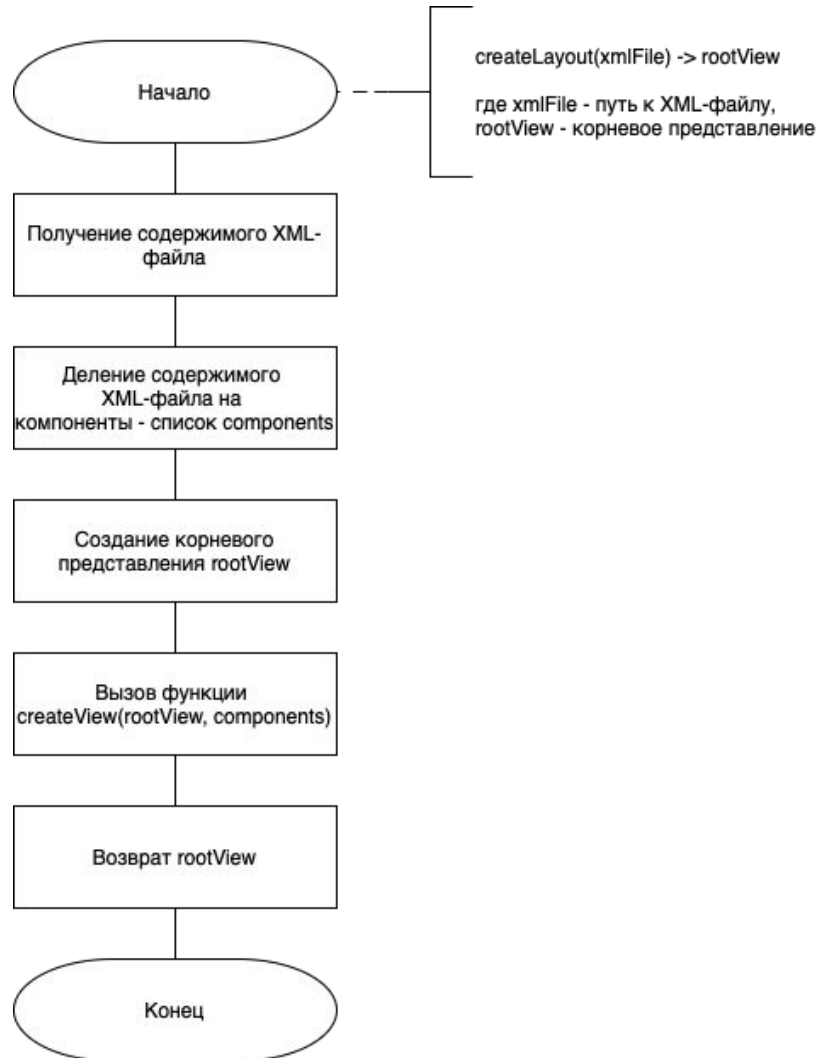 Начало
createLayout(xmlFile) -> rootView
где xmlFile - путь к XML-файлу,
rootView - корневое представление
Получение содержимого XML-
файла
Деление содержимого
XML-файла на
компоненты - список components
Создание корневого
представления rootView
Вызов функции
createView(rootView, components)
Возврат rootView
Конец